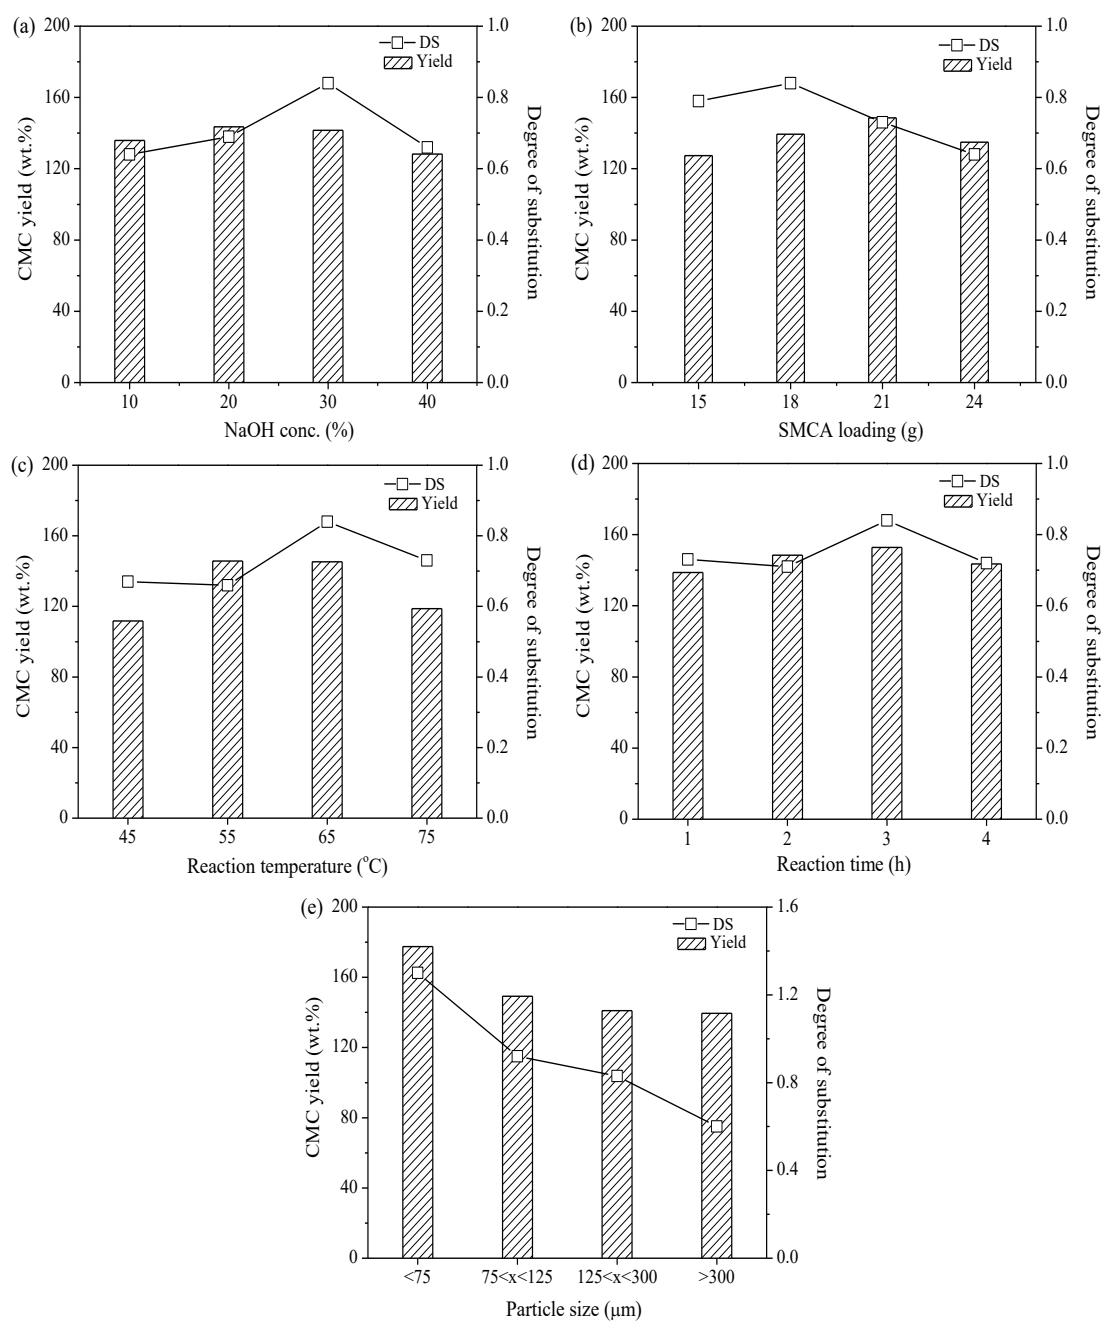 (a)
200
160
120
80
40
0
CMC yield (wt.%)
DS
Yield
1.0
0.8
0.6
0.4
0.2
0.0
Degree of substitution
10 20 30 40
NaOH conc. (%)
(b)
200
160
120
80
40
0
CMC yield (wt.%)
DS
Yield
1.0
0.8
0.6
0.4
0.2
0.0
Degree of substitution
15 18 21 24
SMCA loading (g)
(c)
200
160
120
80
40
0
CMC yield (wt.%)
DS
Yield
1.0
0.8
0.6
0.4
0.2
0.0
Degree of substitution
45 55 65 75
Reaction temperature (°C)
(d)
200
160
120
80
40
0
CMC yield (wt.%)
DS
Yield
1.0
0.8
0.6
0.4
0.2
0.0
Degree of substitution
1 2 3 4
Reaction time (h)
(e)
200
160
120
80
40
0
CMC yield (wt.%)
DS
Yield
1.6
1.2
0.8
0.4
0.0
Degree of substitution
<75 75<x<125 125<x<300 >300
Particle size (μm)